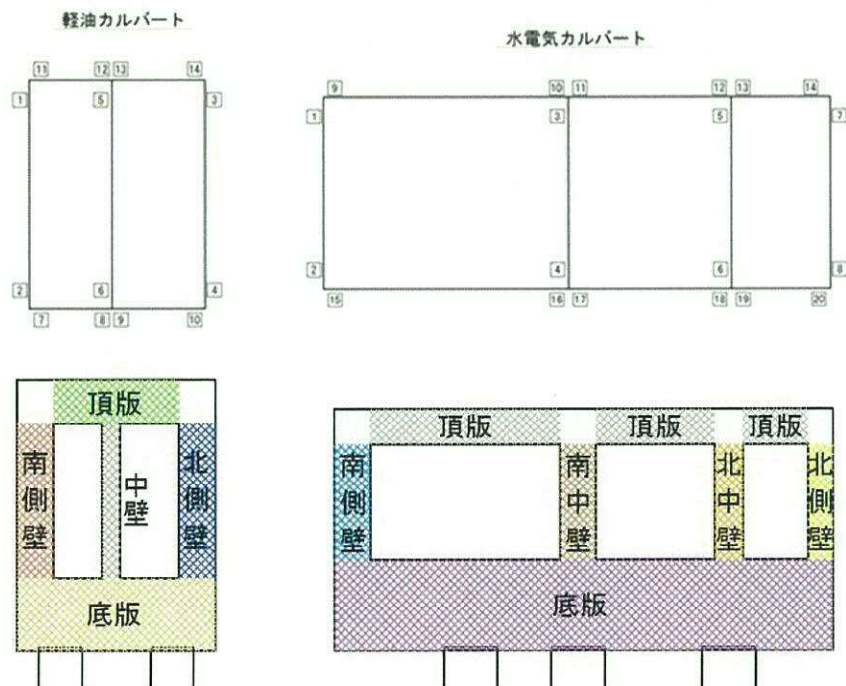 軽油カルバート
水電気カルバート
11 12 13 14
1 5 3
2 6 4
7 8 9 10
9 10 11 12 13 14
1 3 5 7
2 4 6 8
15 16 17 18 19 20
頂版
南側壁
中壁
北側壁
底版
頂版 頂版 頂版
南側壁
南中壁
北中壁
北側壁
底版